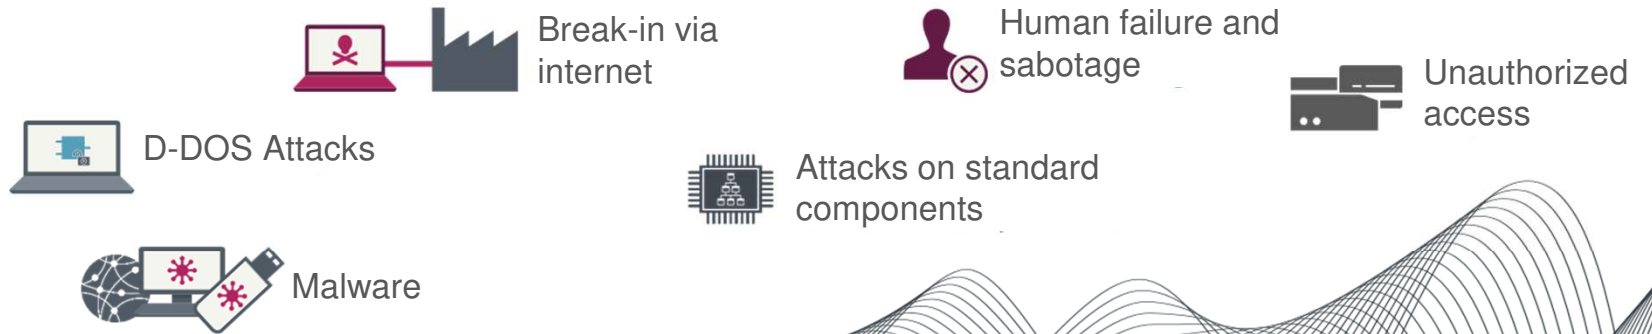 Break-in via
internet
Human failure and
sabotage
Unauthorized
access
D-DOS Attacks
Attacks on standard
components
Malware